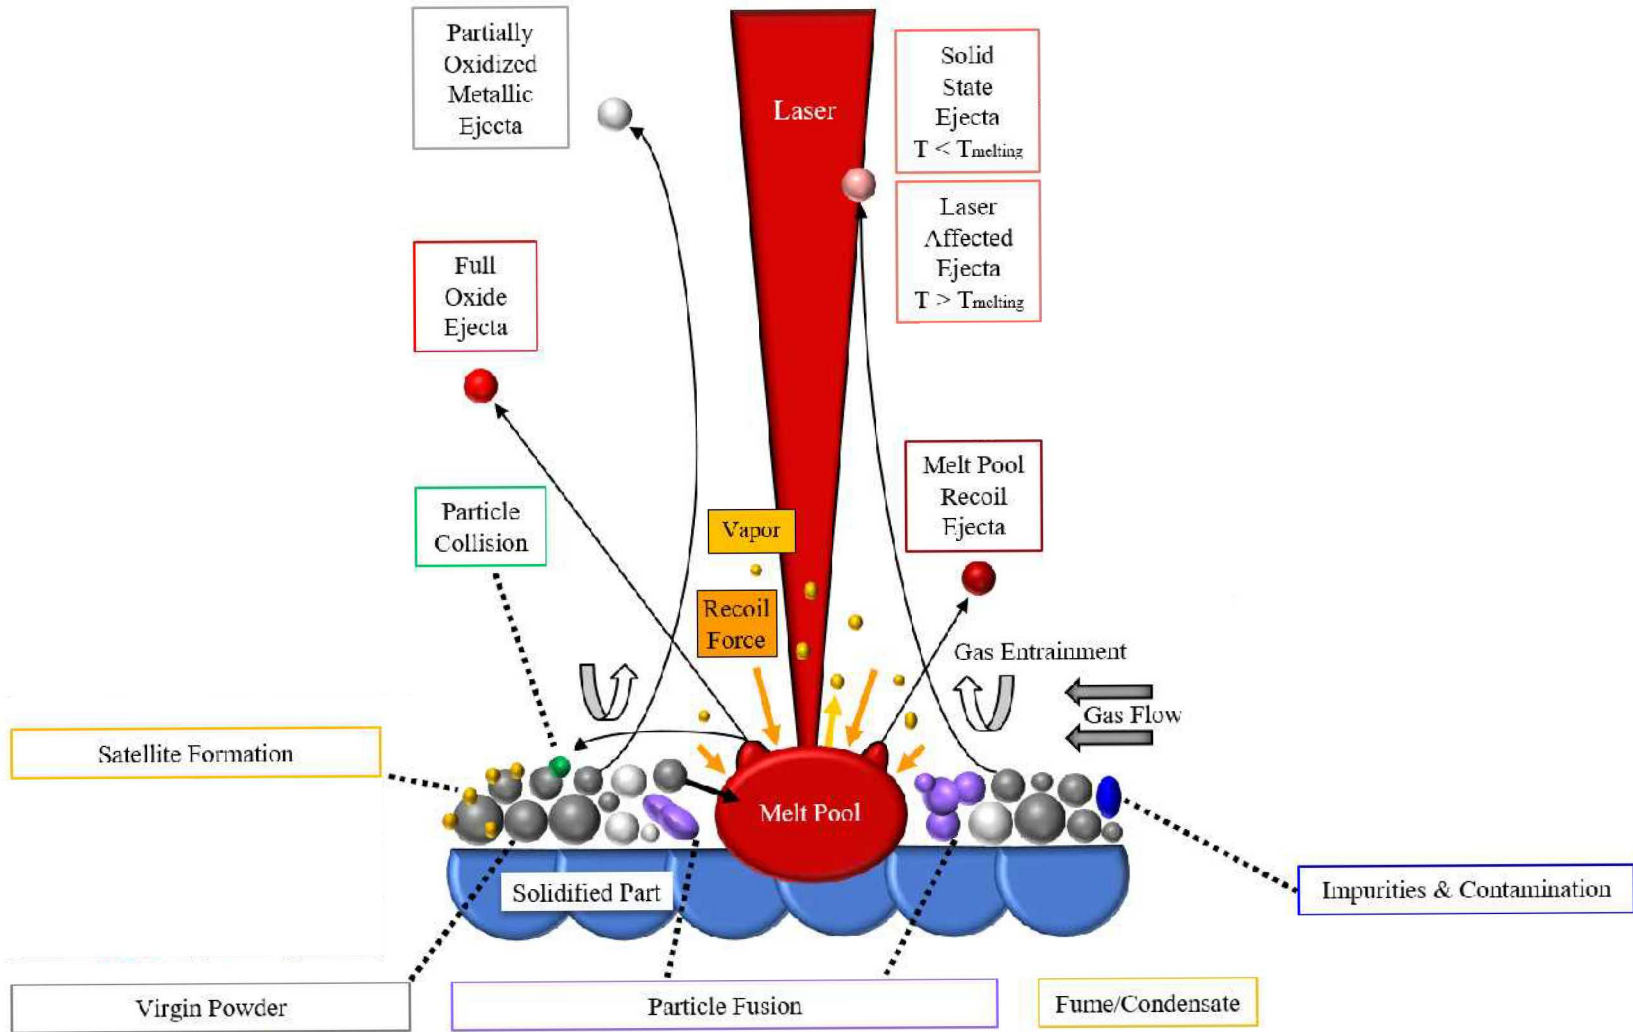 Partially
Oxidized
Metallic
Ejecta
Laser
Solid
State
Ejecta
T < Tmelting
Laser
Affected
Ejecta
T > Tmelting
Full
Oxide
Ejecta
Melt Pool
Recoil
Ejecta
Particle
Collision
Vapor
Recoil
Force
Gas Entrainment
Gas Flow
Satellite Formation
Melt Pool
Solidified Part
Impurities & Contamination
Virgin Powder
Particle Fusion
Fume/Condensate